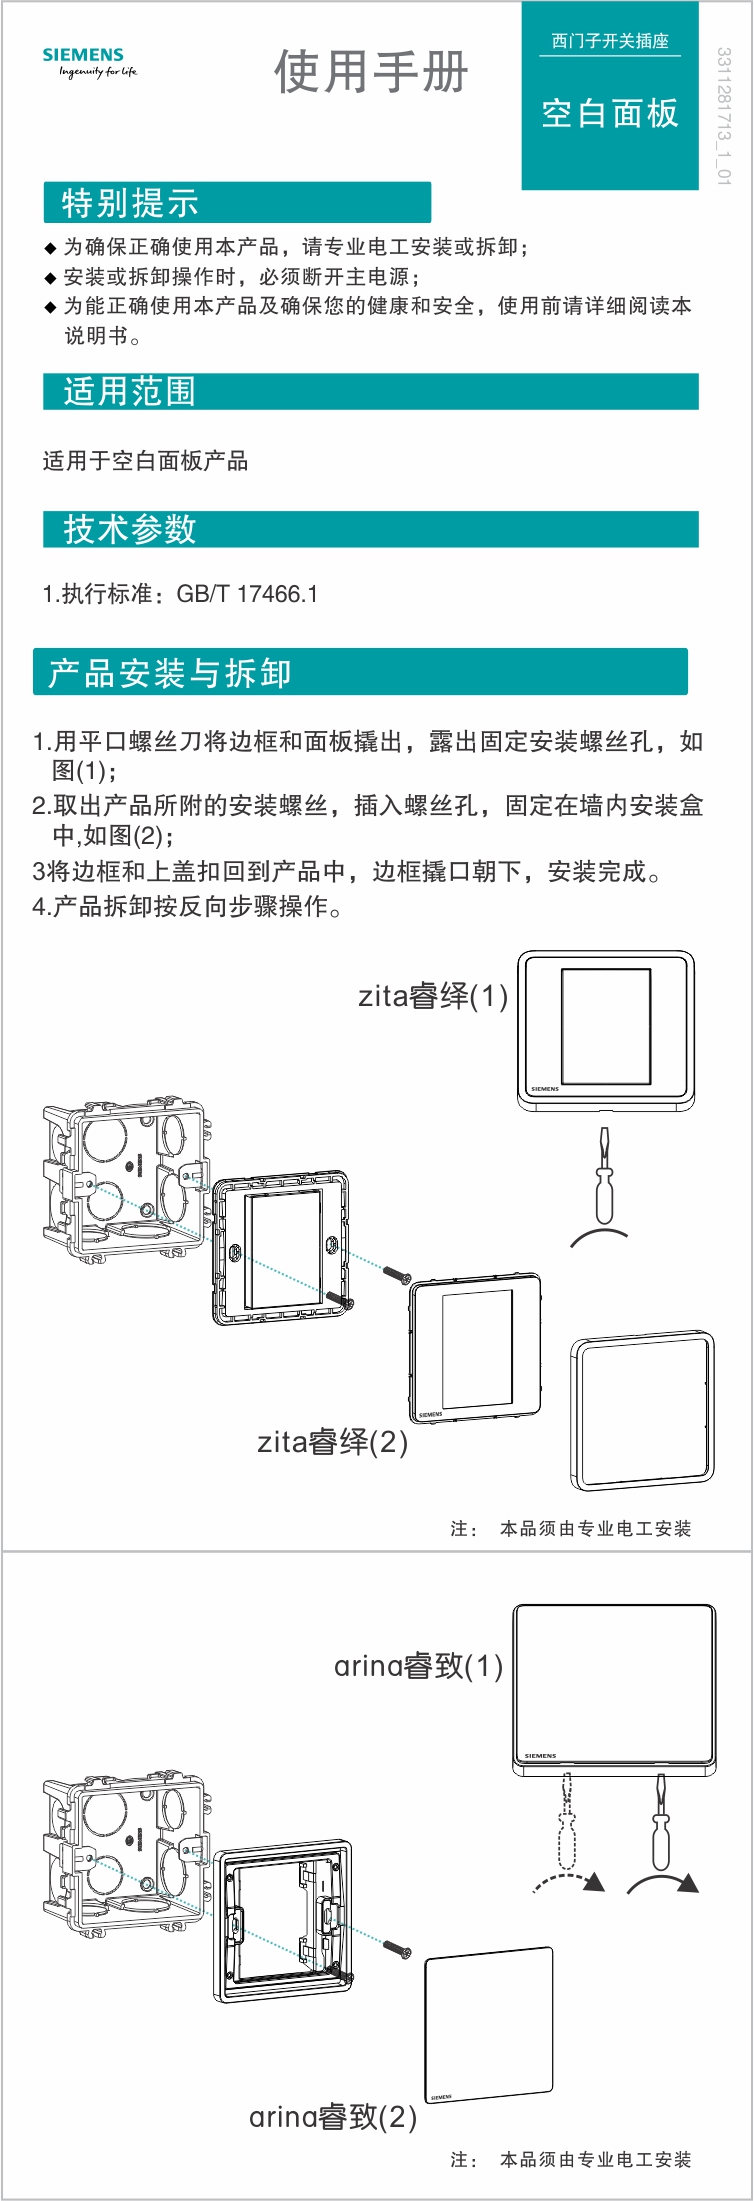 SIEMENS
Ingenuity for life
使用手册
西门子开关插座
空白面板
3311281713_1_01
特别提示
◆ 为确保正确使用本产品，请专业电工安装或拆卸；
◆ 安装或拆卸操作时，必须断开主电源；
◆ 为能正确使用本产品及确保您的健康和安全，使用前请详细阅读本
说明书。
适用范围
适用于空白面板产品
技术参数
1.执行标准：GB/T 17466.1
产品安装与拆卸
1.用平口螺丝刀将边框和面板撬出，露出固定安装螺丝孔，如
图(1)；
2.取出产品所附的安装螺丝，插入螺丝孔，固定在墙内安装盒
中,如图(2)；
3将边框和上盖扣回到产品中，边框撬口朝下，安装完成。
4.产品拆卸按反向步骤操作。
zita睿绎(1)
SIEMENS
SIEMENS
zita睿绎(2)
注： 本品须由专业电工安装
arina睿致(1)
SIEMENS
SIEMENS
arina睿致(2)
注： 本品须由专业电工安装